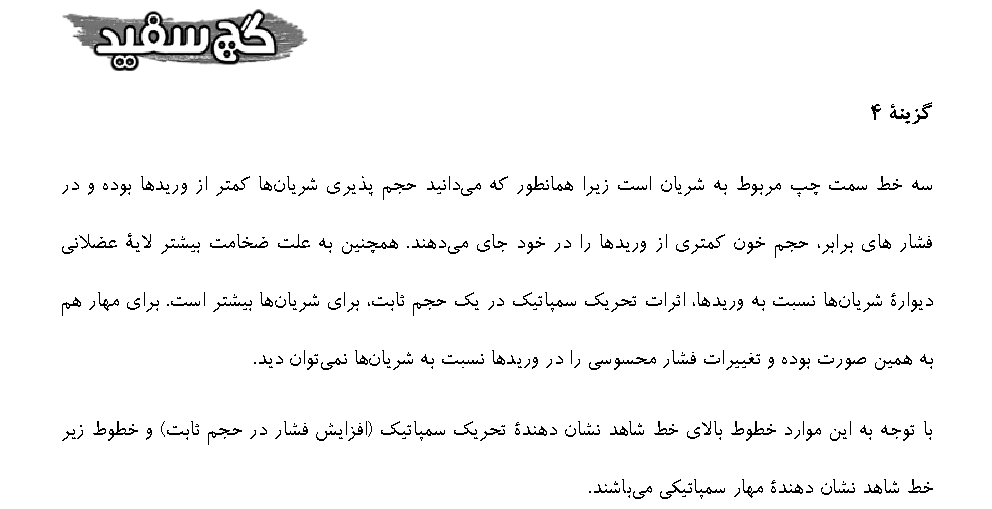 گچ سفید
گزینهٔ ۴
سه خط سمت چپ مربوط به شریان است زیرا همانطور که می‌دانید حجم پذیری شریان‌ها کمتر از وریدها بوده و در
فشار های برابر، حجم خون کمتری از وریدها را در خود جای می‌دهند. همچنین به علت ضخامت بیشتر لایهٔ عضلانی
دیوارهٔ شریان‌ها نسبت به وریدها، اثرات تحریک سمپاتیک در یک حجم ثابت، برای شریان‌ها بیشتر است. برای مهار هم
به همین صورت بوده و تغییرات فشار محسوسی را در وریدها نسبت به شریان‌ها نمی‌توان دید.
با توجه به این موارد خطوط بالای خط شاهد نشان دهندهٔ تحریک سمپاتیک (افزایش فشار در حجم ثابت) و خطوط زیر
خط شاهد نشان دهندهٔ مهار سمپاتیکی می‌باشند.